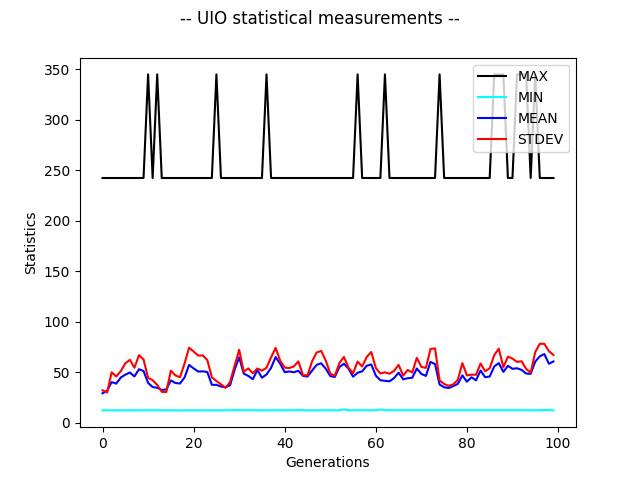 -- UIO statistical measurements --
350
300
250
200
150
100
50
0
Statistics
MAX
MIN
MEAN
STDEV
0
20
40
60
80
100
Generations